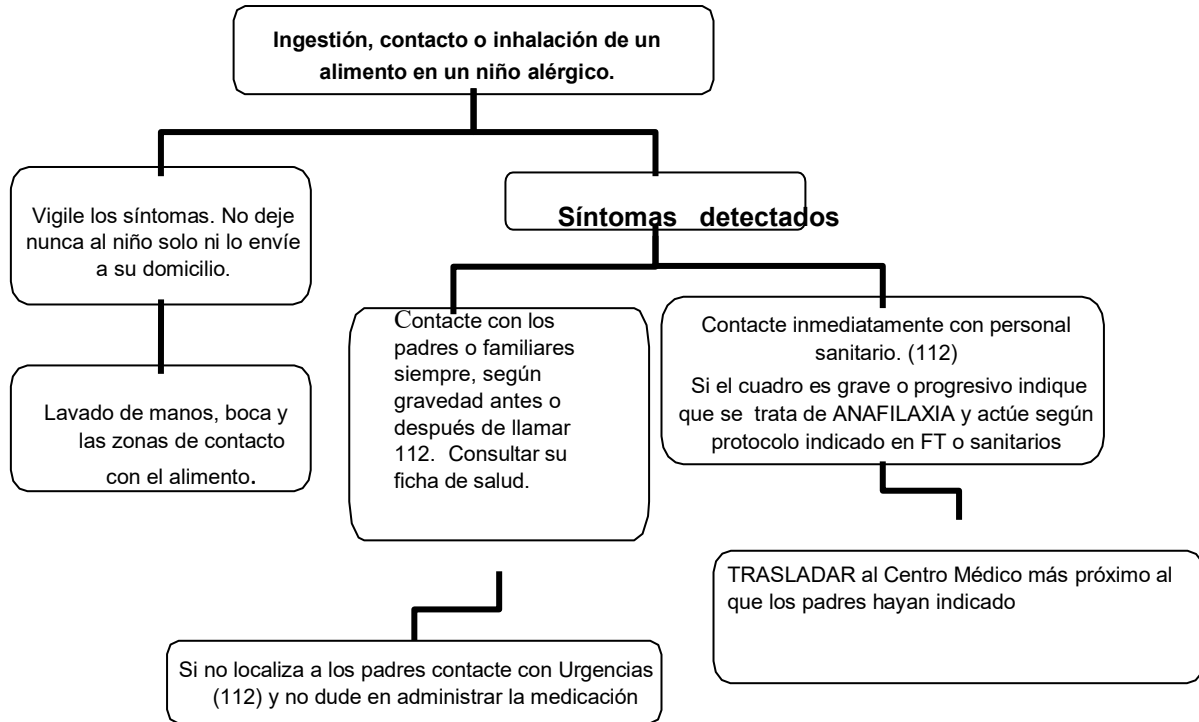 Ingestión, contacto o inhalación de un
alimento en un niño alérgico.
Vigile los síntomas. No deje
nunca al niño solo ni lo envíe
a su domicilio.
Lavado de manos, boca y
las zonas de contacto
con el alimento.
Síntomas detectados
Contacte con los
padres o familiares
siempre, según
gravedad antes o
después de llamar
112. Consultar su
ficha de salud.
Si no localiza a los padres contacte con Urgencias
(112) y no dude en administrar la medicación
Contacte inmediatamente con personal
sanitario. (112)
Si el cuadro es grave o progresivo indique
que se trata de ANAFILAXIA y actúe según
protocolo indicado en FT o sanitarios
TRASLADAR al Centro Médico más próximo al
que los padres hayan indicado